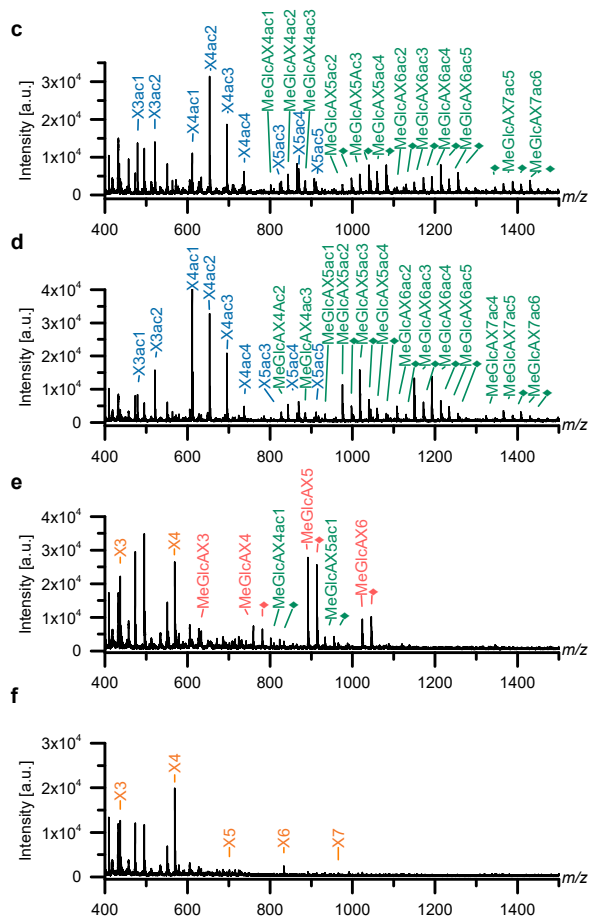 c
Intensity [a.u.]
3x10⁴
2x10⁴
1x10⁴
0
X3ac1
X3ac2
X4ac1
X4ac2
X4ac3
X4ac4
MeGlcAX4ac1
X5ac3
MeGlcAX4ac2
X5ac4
MeGlcAX4ac3
X5ac5
MeGlcAX5ac2
MeGlcAX5Ac3
MeGlcAX5ac4
MeGlcAX6ac2
MeGlcAX6ac3
MeGlcAX6ac4
MeGlcAX6ac5
MeGlcAX7ac5
MeGlcAX7ac6
400 600 800 1000 1200 1400 m/z
d
Intensity [a.u.]
4x10⁴
3x10⁴
2x10⁴
1x10⁴
0
X3ac1
X3ac2
X4ac1
X4ac2
X4ac3
X4ac4
X5ac3
MeGlcAX4Ac2
X5ac4
MeGlcAX4ac3
X5ac5
MeGlcAX5ac1
MeGlcAX5ac2
MeGlcAX5ac3
MeGlcAX5ac4
MeGlcAX6ac2
MeGlcAX6ac3
MeGlcAX6ac4
MeGlcAX6ac5
MeGlcAX7ac4
MeGlcAX7ac5
MeGlcAX7ac6
400 600 800 1000 1200 1400 m/z
e
Intensity [a.u.]
4x10⁴
3x10⁴
2x10⁴
1x10⁴
0
X3
X4
MeGlcAX3
MeGlcAX4
MeGlcAX4ac1
MeGlcAX5
MeGlcAX5ac1
MeGlcAX6
400 600 800 1000 1200 1400 m/z
f
Intensity [a.u.]
3x10⁴
2x10⁴
1x10⁴
0
X3
X4
X5
X6
X7
400 600 800 1000 1200 1400 m/z